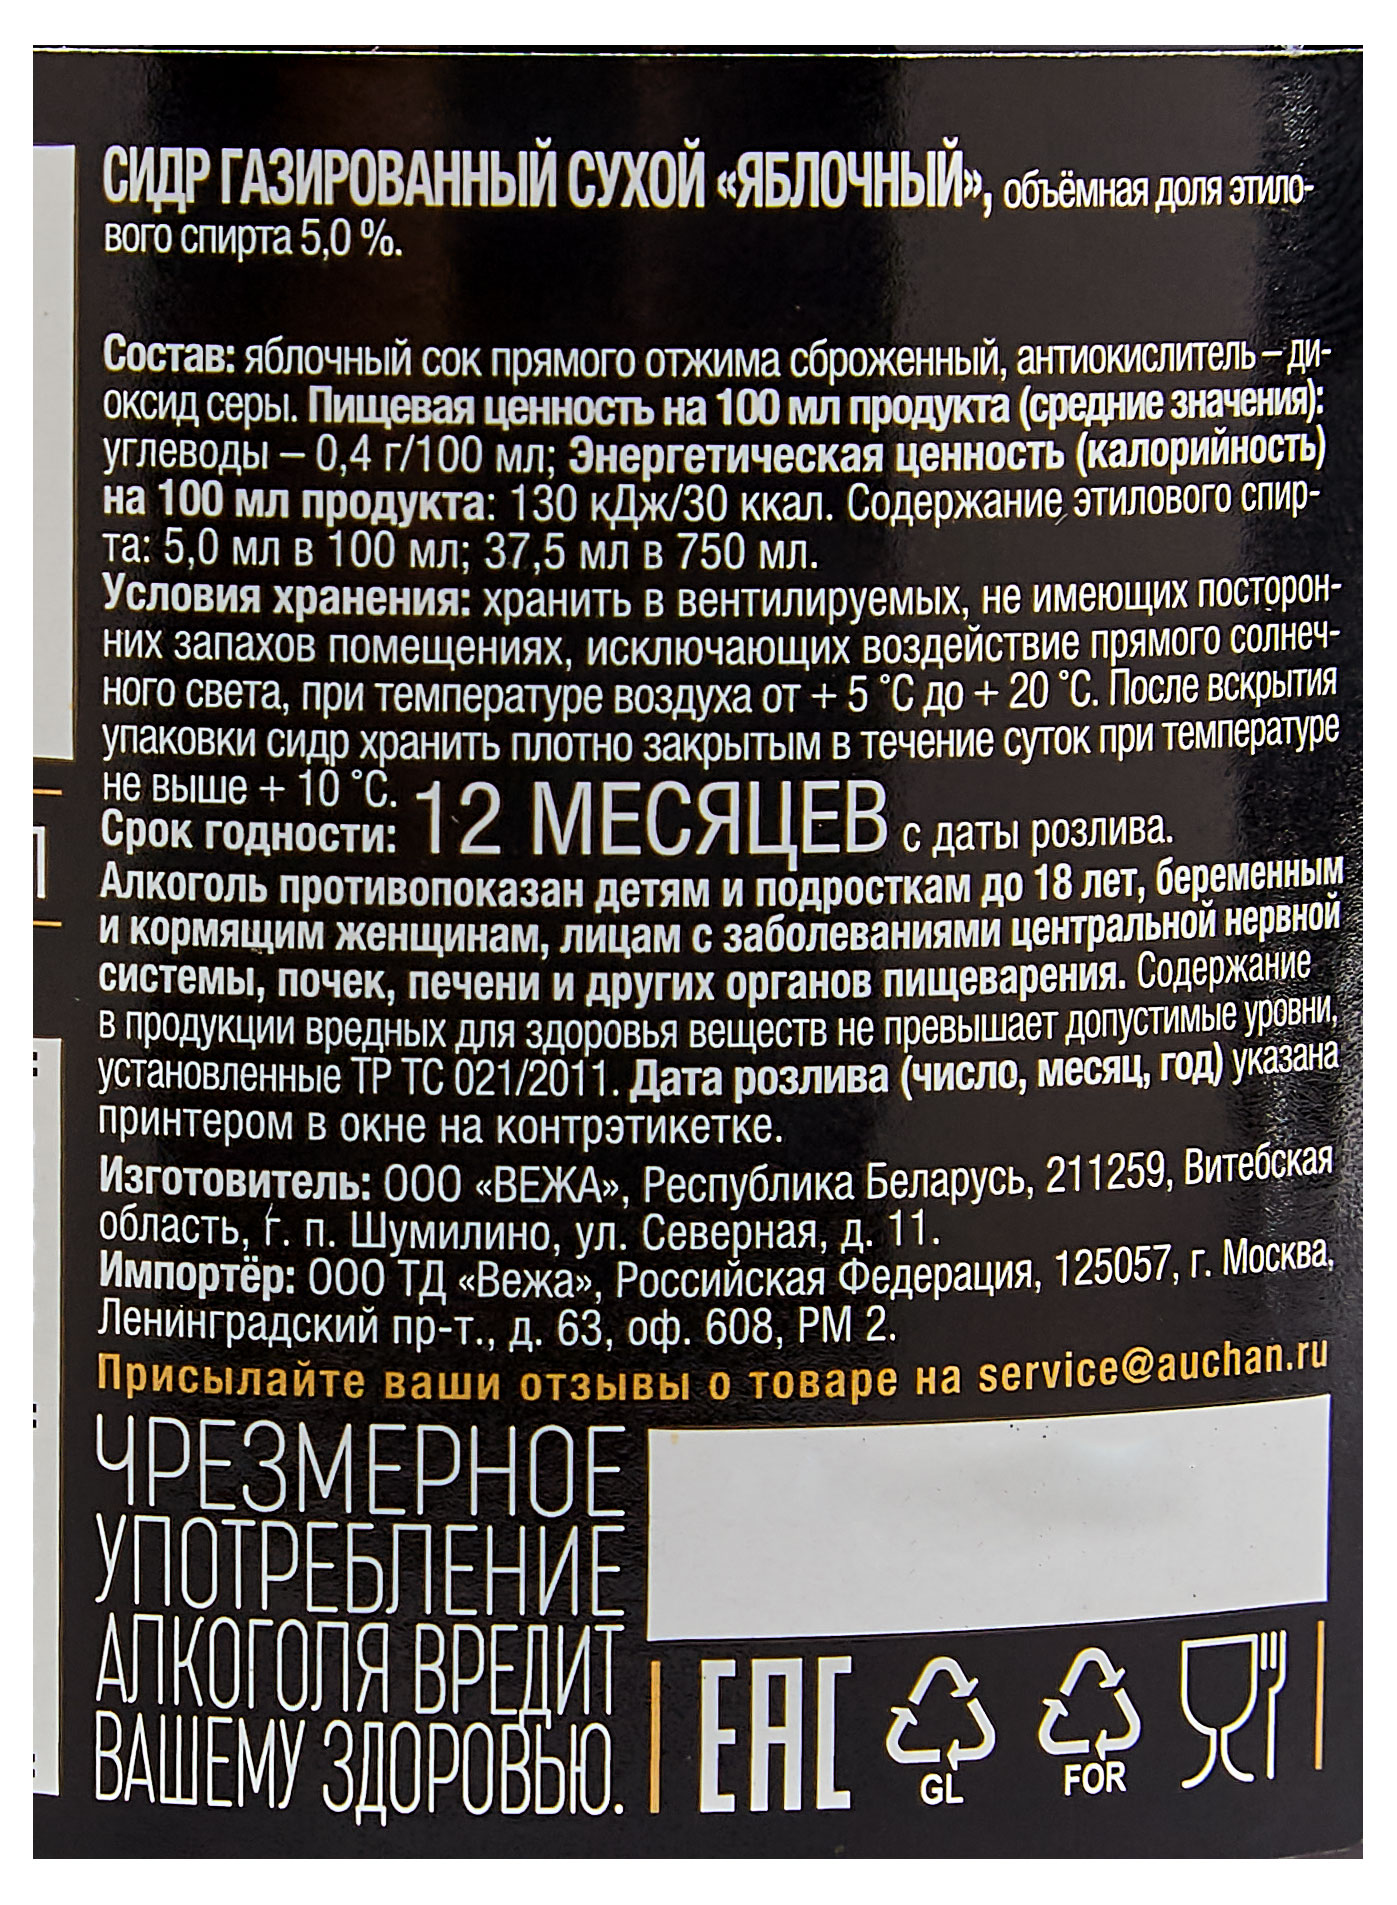 СИДР ГАЗИРОВАННЫЙ СУХОЙ «ЯБЛОЧНЫЙ», объёмная доля этило-
вого спирта 5,0 %.
Состав: яблочный сок прямого отжима сброженный, антиокислитель – ди-
оксид серы. Пищевая ценность на 100 мл продукта (средние значения):
углеводы – 0,4 г/100 мл; Энергетическая ценность (калорийность)
на 100 мл продукта: 130 кДж/30 ккал. Содержание этилового спир-
та: 5,0 мл в 100 мл; 37,5 мл в 750 мл.
Условия хранения: хранить в вентилируемых, не имеющих посторон-
них запахов помещениях, исключающих воздействие прямого солнеч-
ного света, при температуре воздуха от + 5 °С до + 20 °С. После вскрытия
упаковки сидр хранить плотно закрытым в течение суток при температуре
не выше + 10 °С.
Срок годности: 12 МЕСЯЦЕВ с даты розлива.
Алкоголь противопоказан детям и подросткам до 18 лет, беременным
и кормящим женщинам, лицам с заболеваниями центральной нервной
системы, почек, печени и других органов пищеварения. Содержание
в продукции вредных для здоровья веществ не превышает допустимые уровни,
установленные ТР ТС 021/2011. Дата розлива (число, месяц, год) указана
принтером в окне на контрэтикетке.
Изготовитель: ООО «ВЕЖА», Республика Беларусь, 211259, Витебская
область, г. п. Шумилино, ул. Северная, д. 11.
Импортёр: ООО ТД «Вежа», Российская Федерация, 125057, г. Москва,
Ленинградский пр-т., д. 63, оф. 608, РМ 2.
Присылайте ваши отзывы о товаре на service@auchan.ru
ЧРЕЗМЕРНОЕ
УПОТРЕБЛЕНИЕ
АЛКОГОЛЯ ВРЕДИТ
ВАШЕМУ ЗДОРОВЬЮ.
EAC
GL
FOR